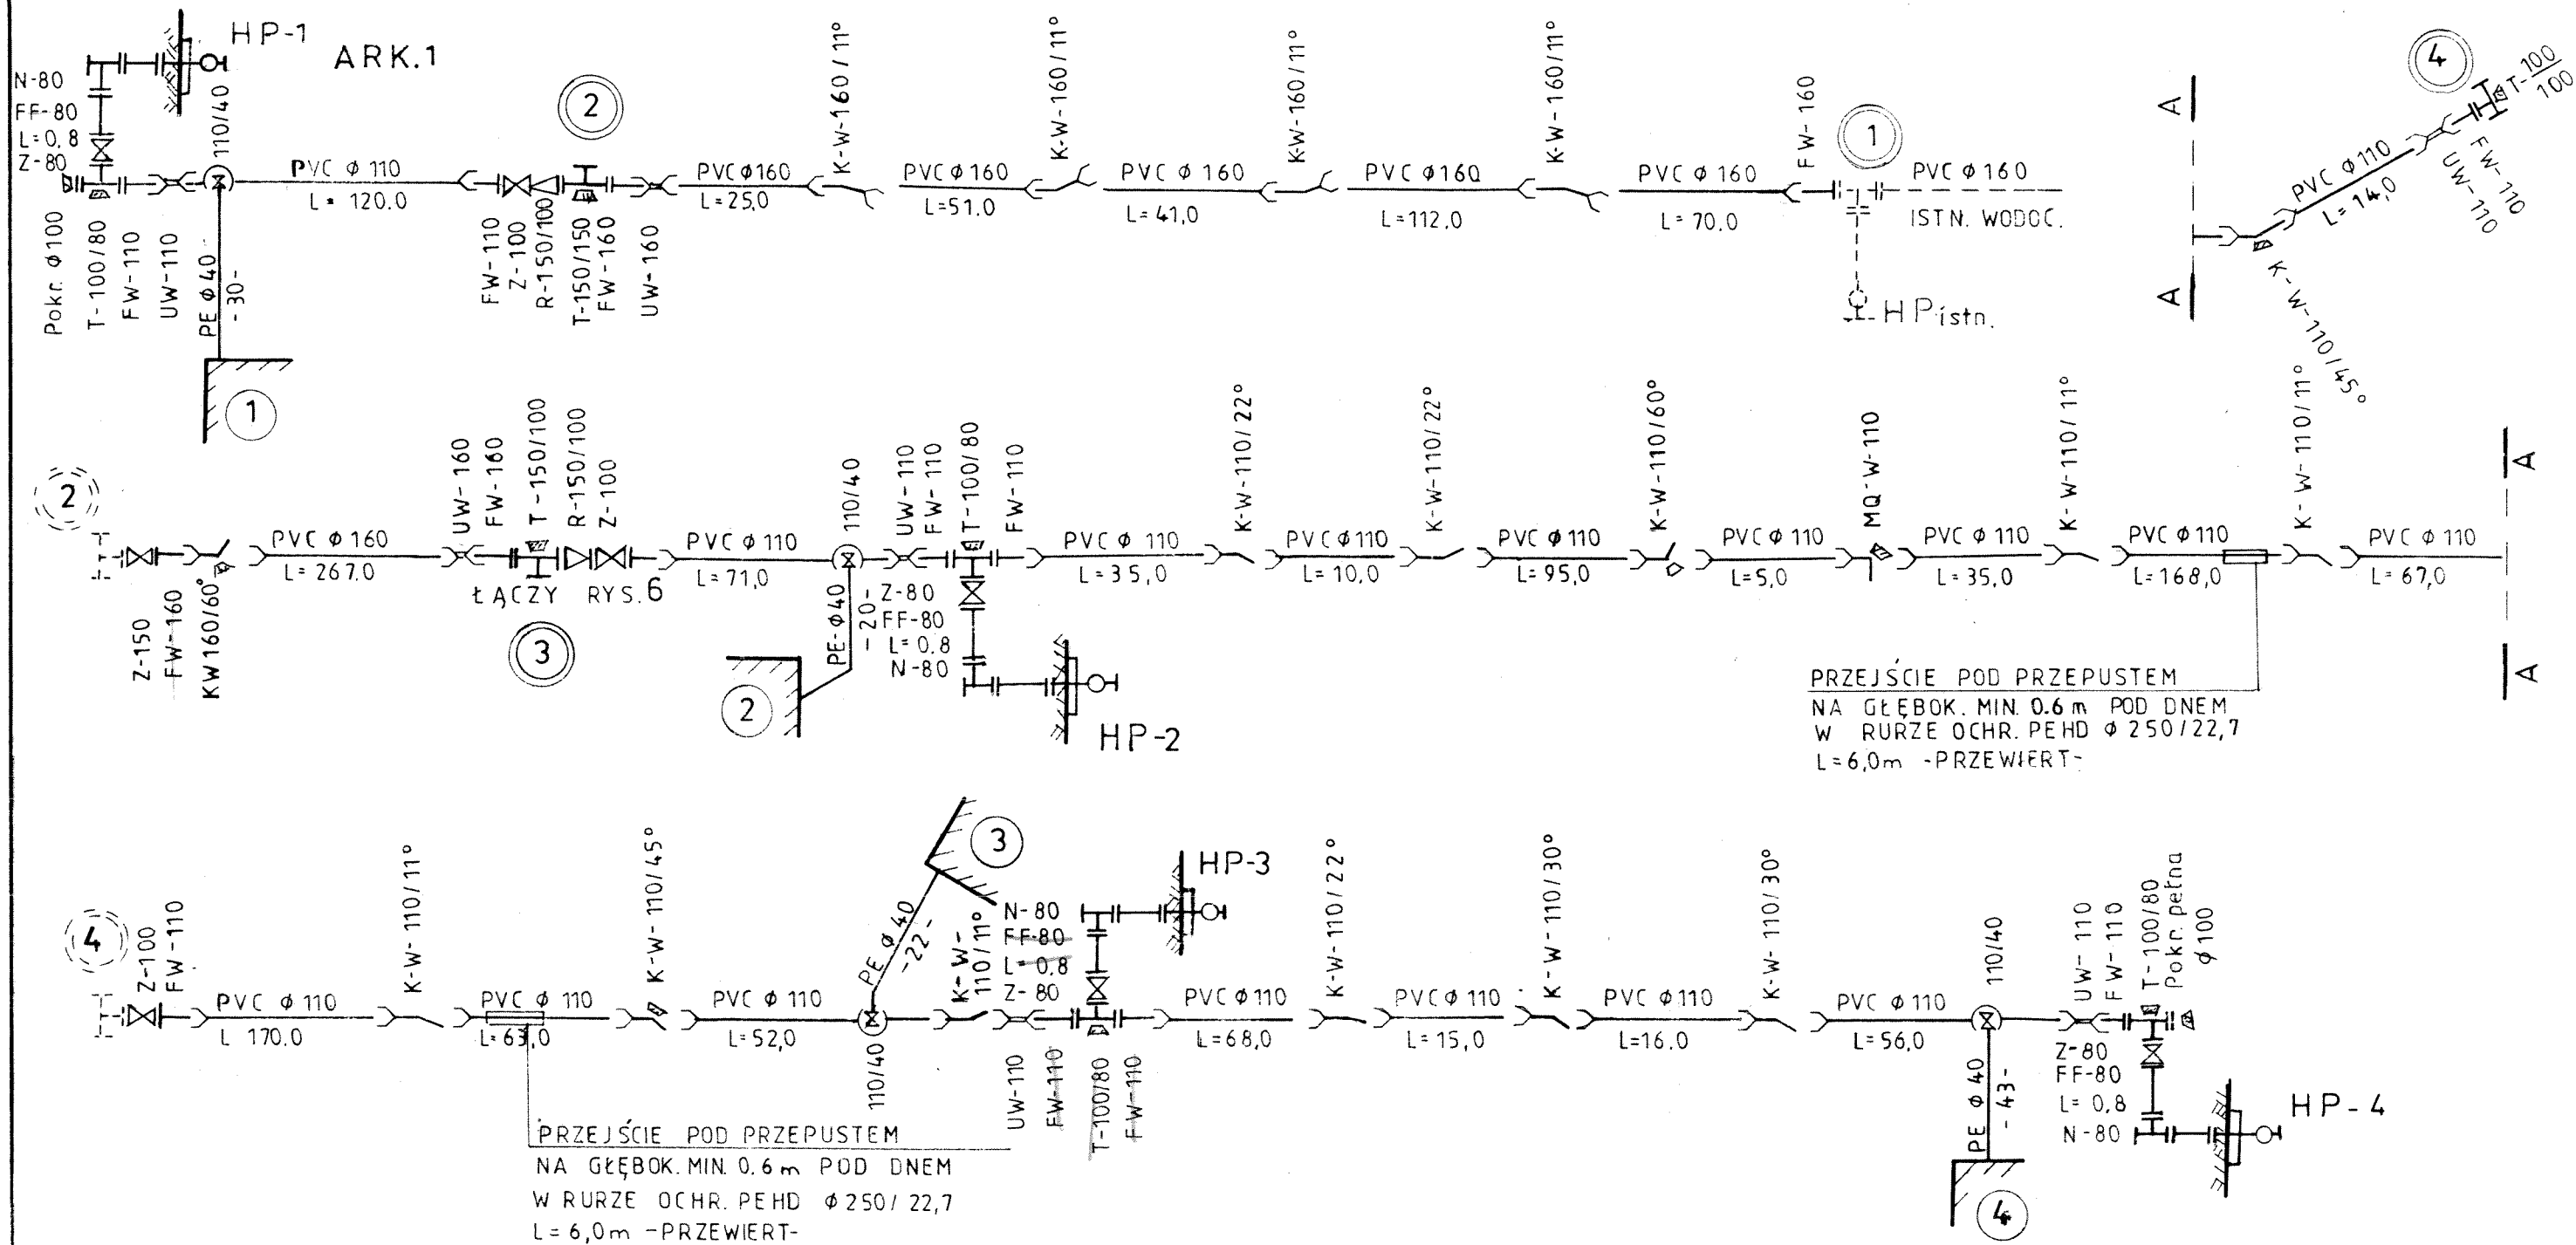 HP-1
ARK.1
N-80
FF-80
L=0,8
Z-80
110/40
Pokr. ϕ100
T-100/80
FW-110
UW-110
PE ϕ 40
-30-
1
PVC ϕ 110
L=120.0
2
FW-110
Z-100
R-150/100
T-150/150
FW-160
UW-160
PVC ϕ160
L=25,0
K-W-160/11°
PVC ϕ 160
L=51.0
K-W-160/11°
PVC ϕ 160
L=41,0
K-W-160/11°
PVC ϕ160
L=112,0
K-W-160/11°
PVC ϕ 160
L= 70.0
FW-160
1
PVC ϕ 160
ISTN. WODOC.
HP istn.
A
A
4
T-100/100
PVC ϕ110
L= 14,0
FW-110
UW-110
K-W-110/45°
2
Z-150
FW-160
KW160/60°
PVC ϕ 160
L= 267.0
UW-160
FW-160
T-150/100
R-150/100
Z-100
ŁĄCZY RYS.6
3
PVC ϕ 110
L=71,0
110/40
PE-ϕ40
-20-
2
UW-110
FW-110
T-100/80
FW-110
Z-80
FF-80
L= 0.8
N-80
HP-2
PVC ϕ 110
L=35,0
K-W-110/22°
PVC ϕ110
L= 10,0
K-W-110/22°
PVC ϕ110
L=95,0
K-W-110/60°
PVC ϕ 110
L=5,0
MQ-W-110
PVC ϕ110
L= 35,0
K-W-110/11°
PVC ϕ110
L= 168,0
K-W-110/11°
PVC ϕ 110
L= 67,0
A
A
PRZEJŚCIE POD PRZEPUSTEM
NA GŁĘBOK. MIN. 0.6 m POD DNEM
W RURZE OCHR. PEHD ϕ 250/22,7
L=6,0m -PRZEWIERT-
4
Z-100
FW-110
PVC ϕ 110
L 170.0
K-W-110/11°
PVC ϕ 110
L=63,0
K-W-110/45°
PVC ϕ 110
L=52,0
110/40
PE ϕ 40
-22-
3
K-W-
110/11°
N-80
FF-80
L-0,8
Z-80
HP-3
UW-110
FW-110
T-100/80
FW-110
PVC ϕ110
L=68,0
K-W-110/22°
PVC ϕ 110
L= 15,0
K-W-110/30°
PVC ϕ110
L=16.0
K-W-110/30°
PVC ϕ110
L=56,0
110/40
PE ϕ 40
-43-
4
UW-110
FW-110
T-100/80
Pokr. pełna
ϕ 100
Z-80
FF-80
L= 0,8
N-80
HP-4
PRZEJŚCIE POD PRZEPUSTEM
NA GŁĘBOK. MIN. 0.6 m POD DNEM
W RURZE OCHR. PEHD ϕ 250/ 22,7
L= 6,0m -PRZEWIERT-